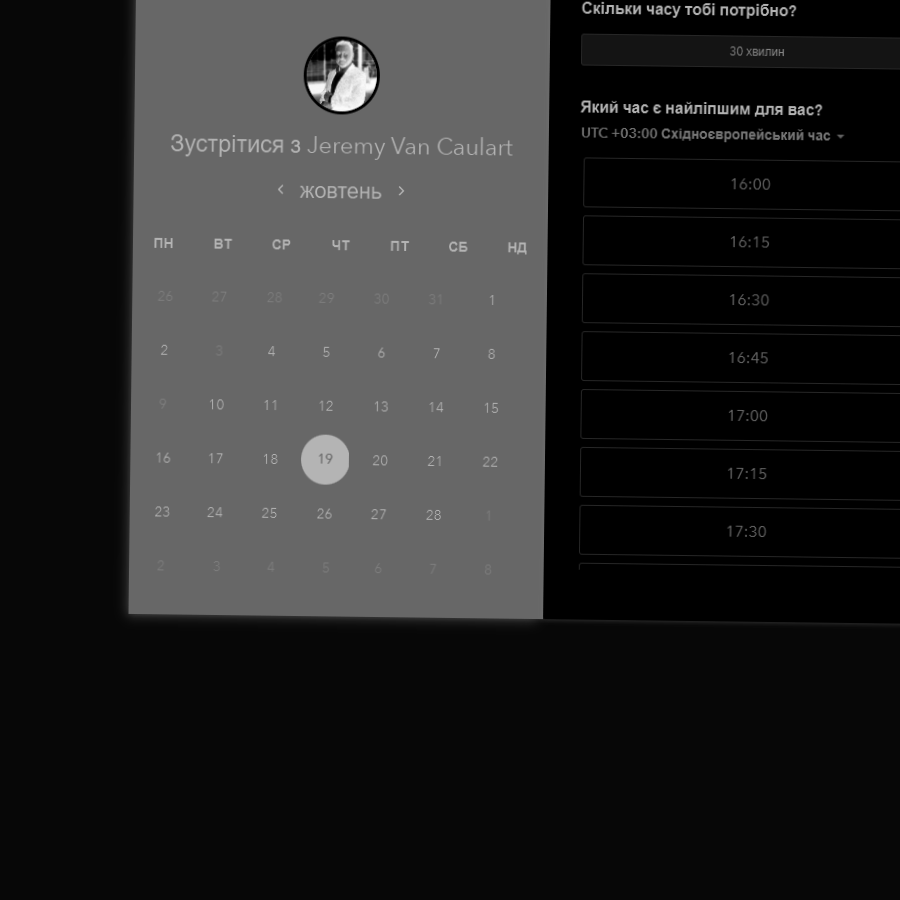 Зустрітися з Jeremy Van Caulart
жовтень
ПН ВТ СР ЧТ ПТ СБ НД
26 27 28 29 30 31 1
2 3 4 5 6 7 8
9 10 11 12 13 14 15
16 17 18 19 20 21 22
23 24 25 26 27 28 1
2 3 4 5 6 7 8
Скільки часу тобі потрібно?
30 хвилин
Який час є найліпшим для вас?
UTC +03:00 Східноєвропейський час
16:00
16:15
16:30
16:45
17:00
17:15
17:30